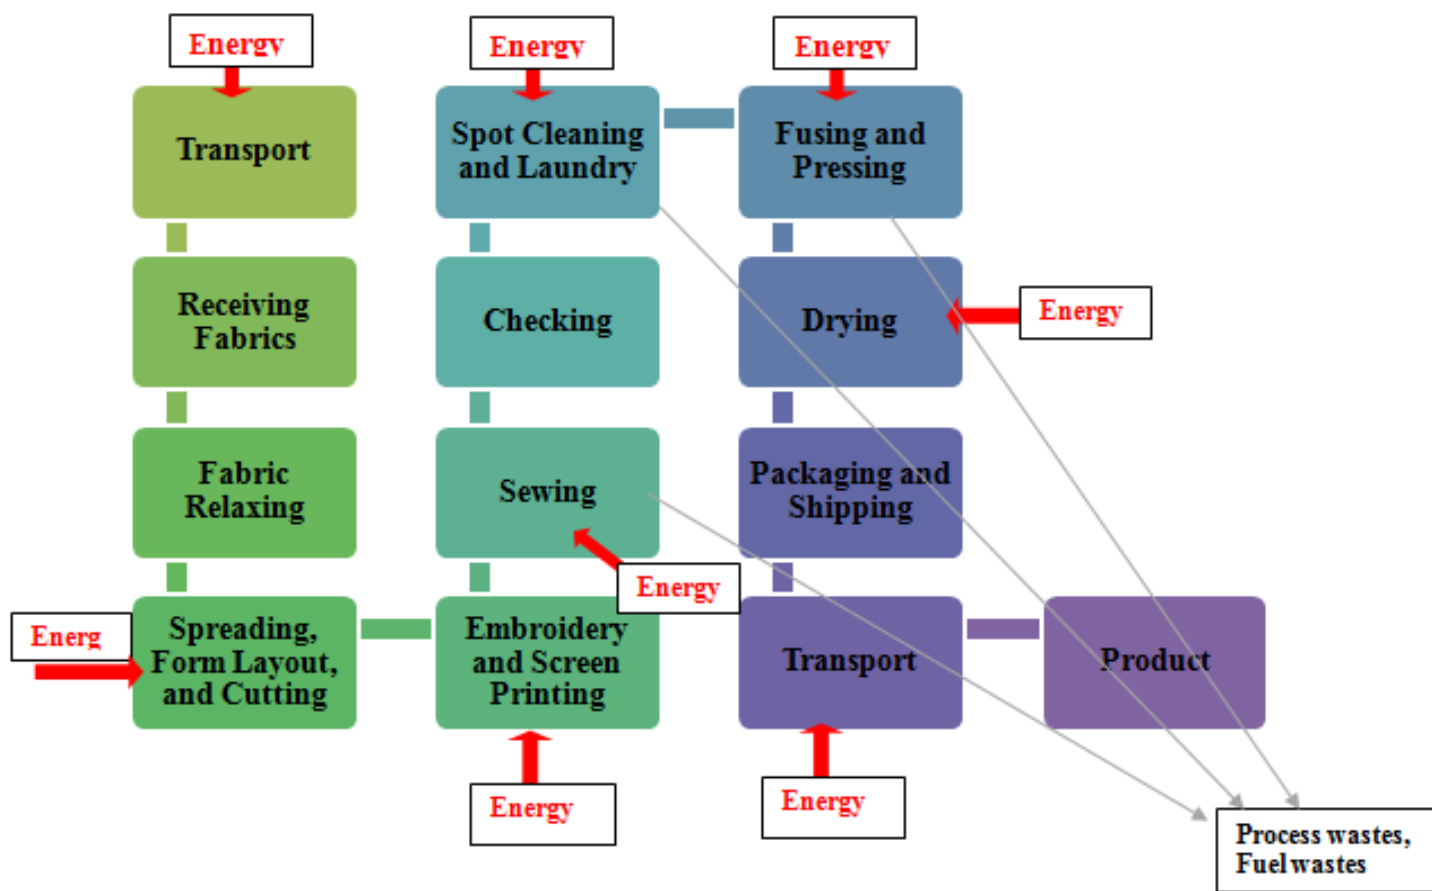 Energy
Energy
Energy
Transport
Spot Cleaning
and Laundry
Fusing and
Pressing
Receiving
Fabrics
Checking
Drying
Energy
Fabric
Relaxing
Sewing
Packaging and
Shipping
Energy
Energ
Spreading,
Form Layout,
and Cutting
Embroidery
and Screen
Printing
Transport
Product
Energy
Energy
Process wastes,
Fuel wastes